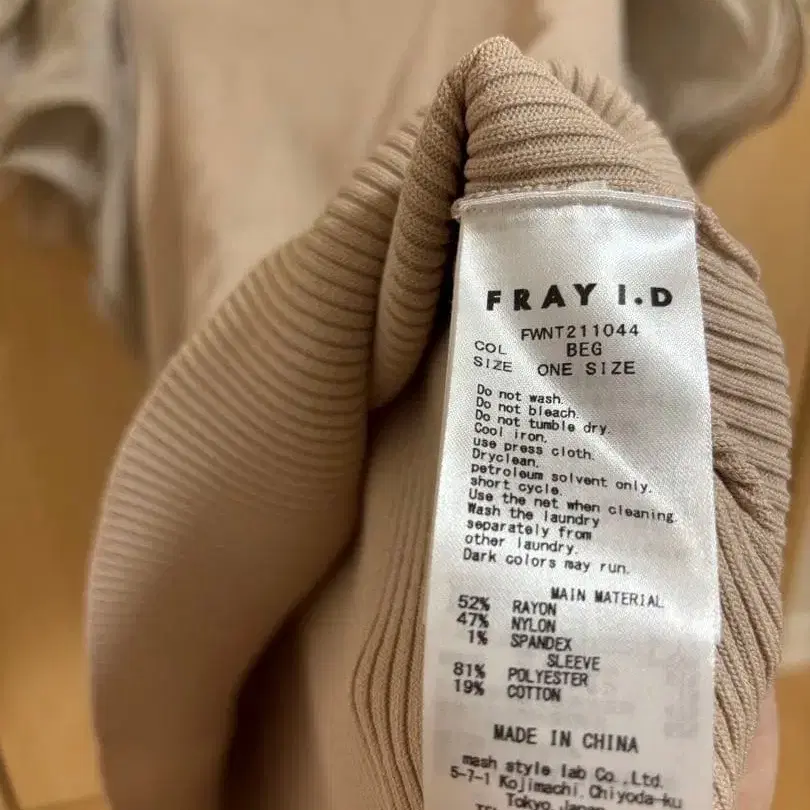 FRAY I.D
FWNT211044
COL BEG
SIZE ONE SIZE
Do not wash.
Do not bleach.
Do not tumble dry.
Cool iron.
use press cloth.
Dryclean.
petroleum solvent only.
short cycle.
Use the net when cleaning.
Wash the laundry
separately from
other laundry.
Dark colors may run.
MAIN MATERIAL
52% RAYON
47% NYLON
1% SPANDEX
SLEEVE
81% POLYESTER
19% COTTON
MADE IN CHINA
mash style lab Co.,Ltd.
5-7-1 Kojimachi, Chiyoda-ku
Tokyo, Japan